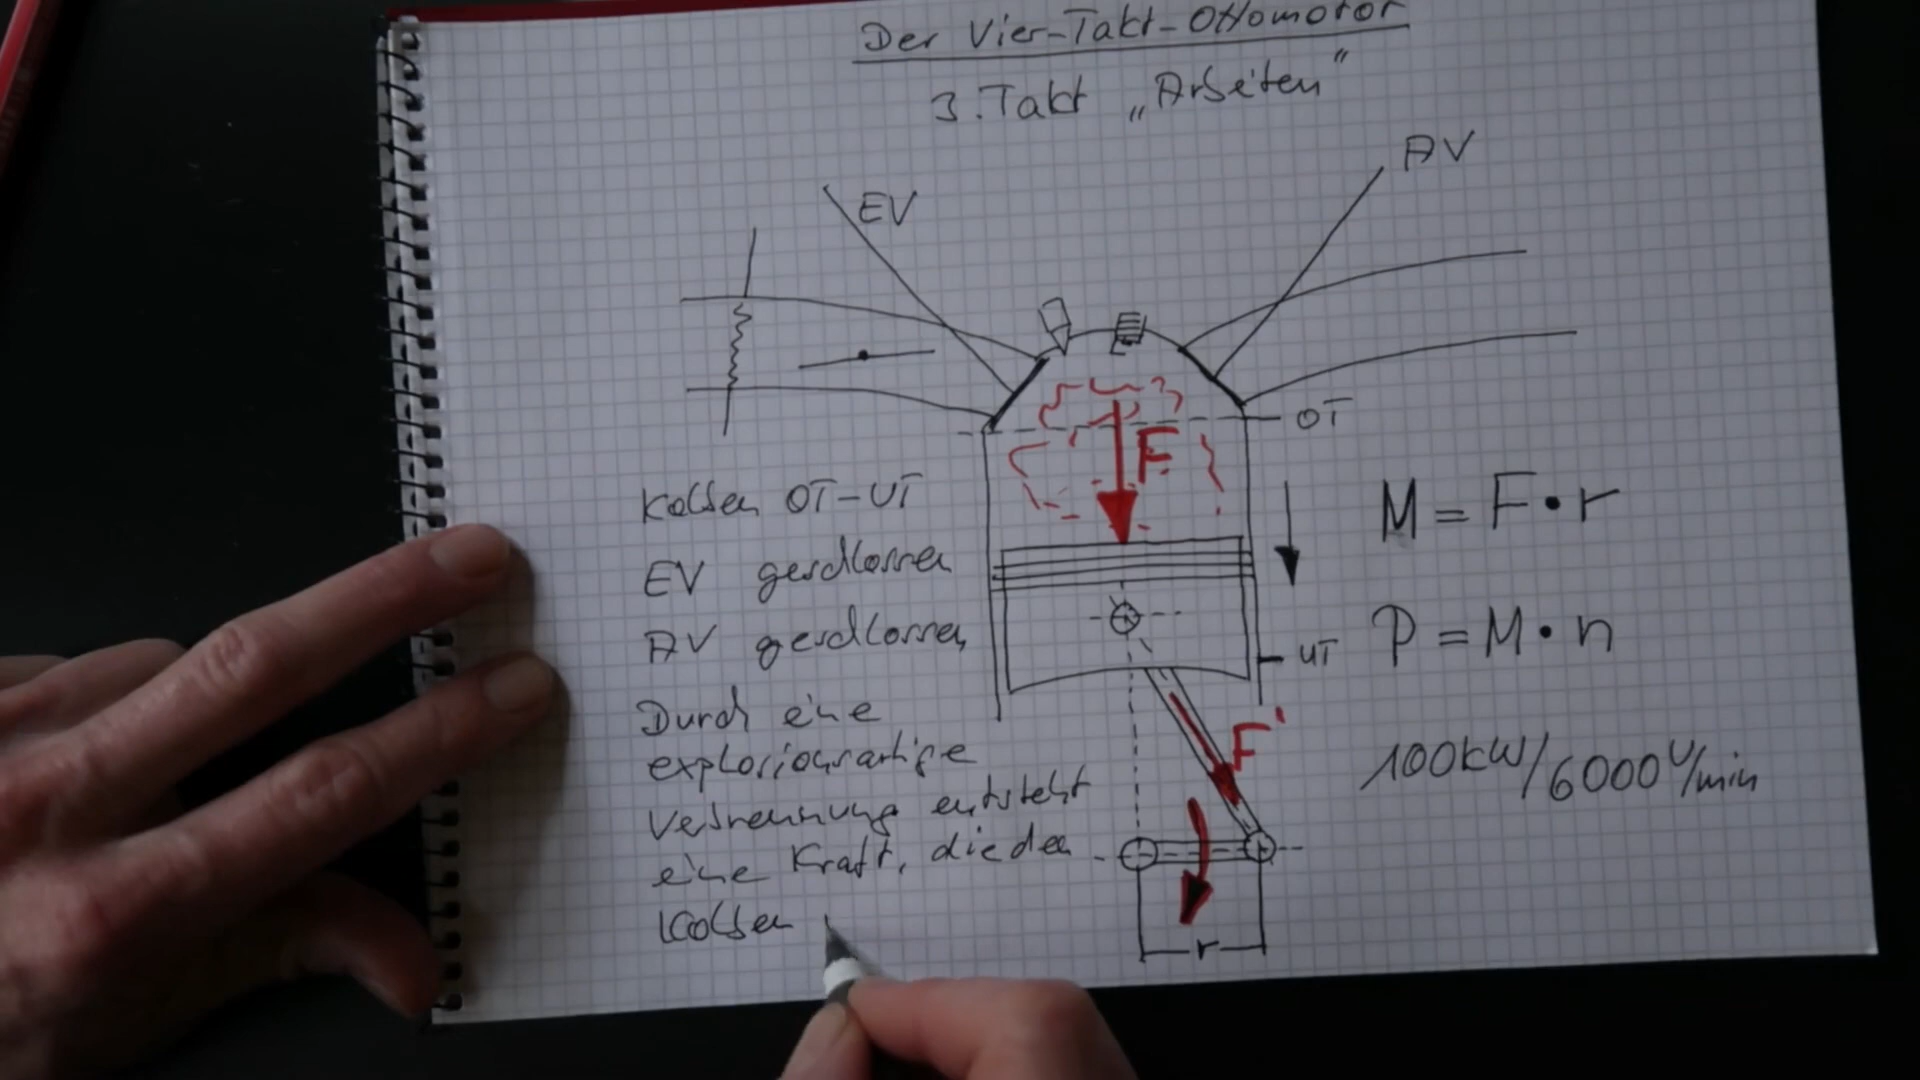 Der Vier-Takt-Ottomotor
3. Takt „Arbeiten“
EV
AV
OT
F
Kolben OT-UT
EV geschlossen
AV geschlossen
UT
M = F • r
P = M • n
100kW/6000 U/min
Durch eine
explosionsartige
Verbrennung entsteht
eine Kraft, die den
Kolben
F'
r